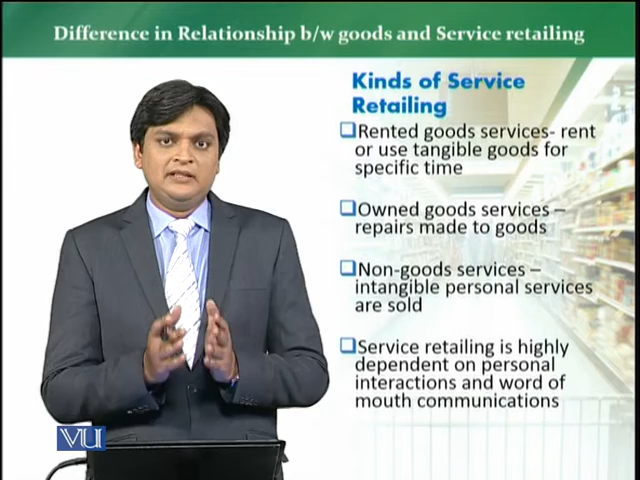 Difference in Relationship b/w goods and Service retailing
Kinds of Service
Retailing
Rented goods services- rent
or use tangible goods for
specific time
Owned goods services –
repairs made to goods
Non-goods services –
intangible personal services
are sold
Service retailing is highly
dependent on personal
interactions and word of
mouth communications
VU